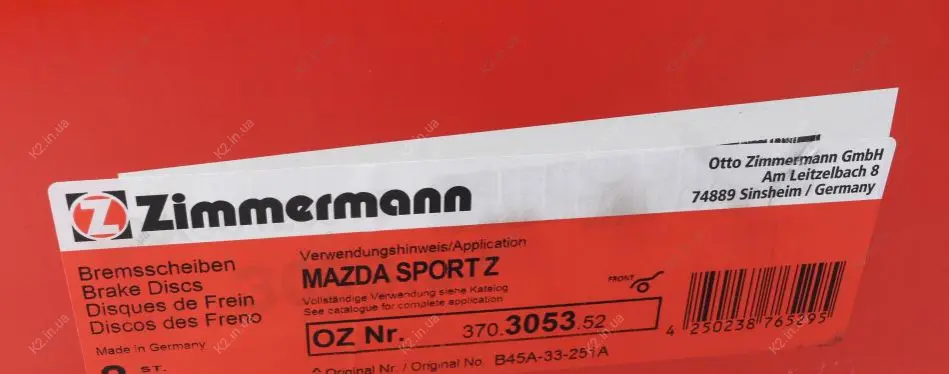 Zimmermann
Otto Zimmermann GmbH
Am Leitzelbach 8
74889 Sinsheim / Germany
Bremsscheiben
Brake Discs
Disques de Frein
Discos des Freno
Made in Germany
ST.
Verwendungshinweis/Application
MAZDA SPORT Z
Vollständige Verwendung siehe Katalog
See catalogue for complete application
FRONT
OZ Nr. 370.3053.52
Original Nr. / Original No. B45A-33-251A
4 250238 765295
K2.in.ua